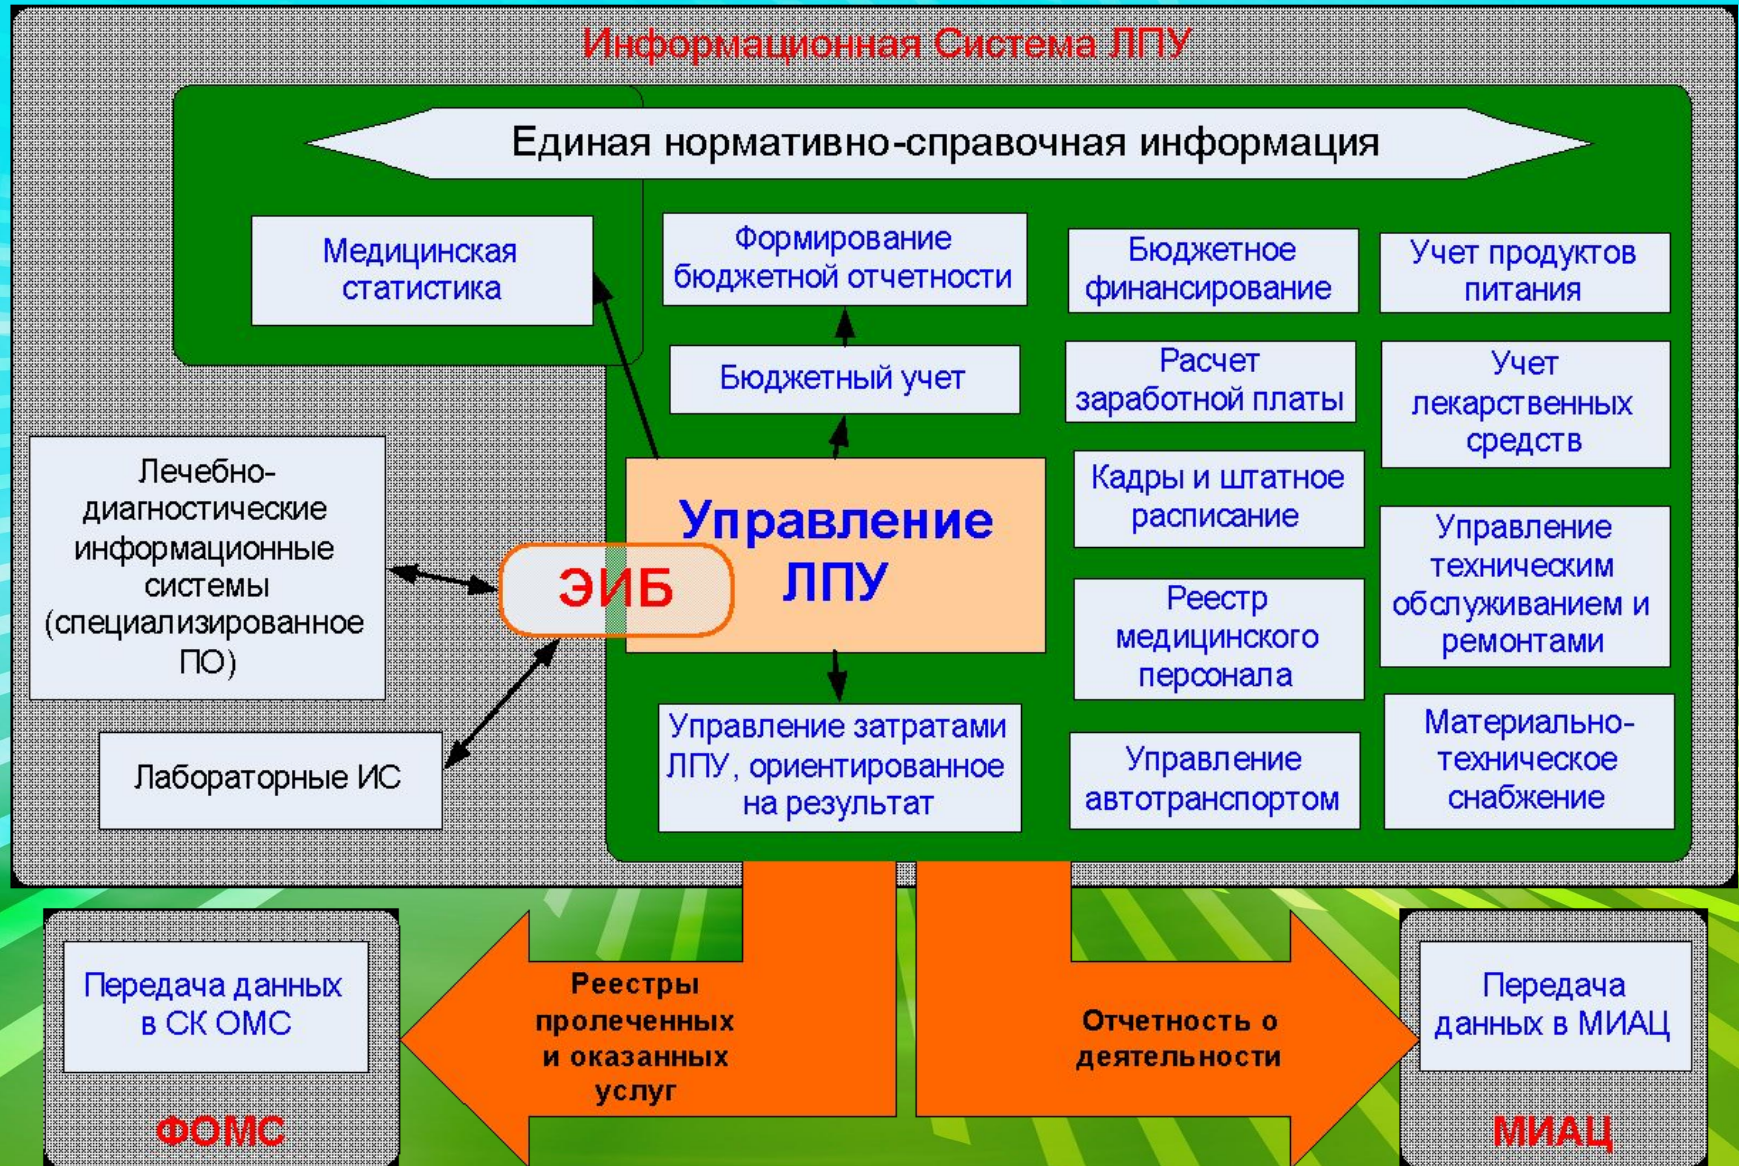 Информационная Система ЛПУ
Единая нормативно-справочная информация
Медицинская
статистика
Формирование
бюджетной отчетности
Бюджетное
финансирование
Учет продуктов
питания
Бюджетный учет
Расчет
заработной платы
Учет
лекарственных
средств
Лечебно-
диагностические
информационные
системы
(специализированное
ПО)
Управление
ЛПУ
ЭИБ
Кадры и штатное
расписание
Управление
техническим
обслуживанием и
ремонтами
Реестр
медицинского
персонала
Лабораторные ИС
Управление затратами
ЛПУ, ориентированное
на результат
Управление
автотранспортом
Материально-
техническое
снабжение
Передача данных
в СК ОМС
ФОМС
Реестры
пролеченных
и оказанных
услуг
Отчетность о
деятельности
Передача
данных в МИАЦ
МИАЦ